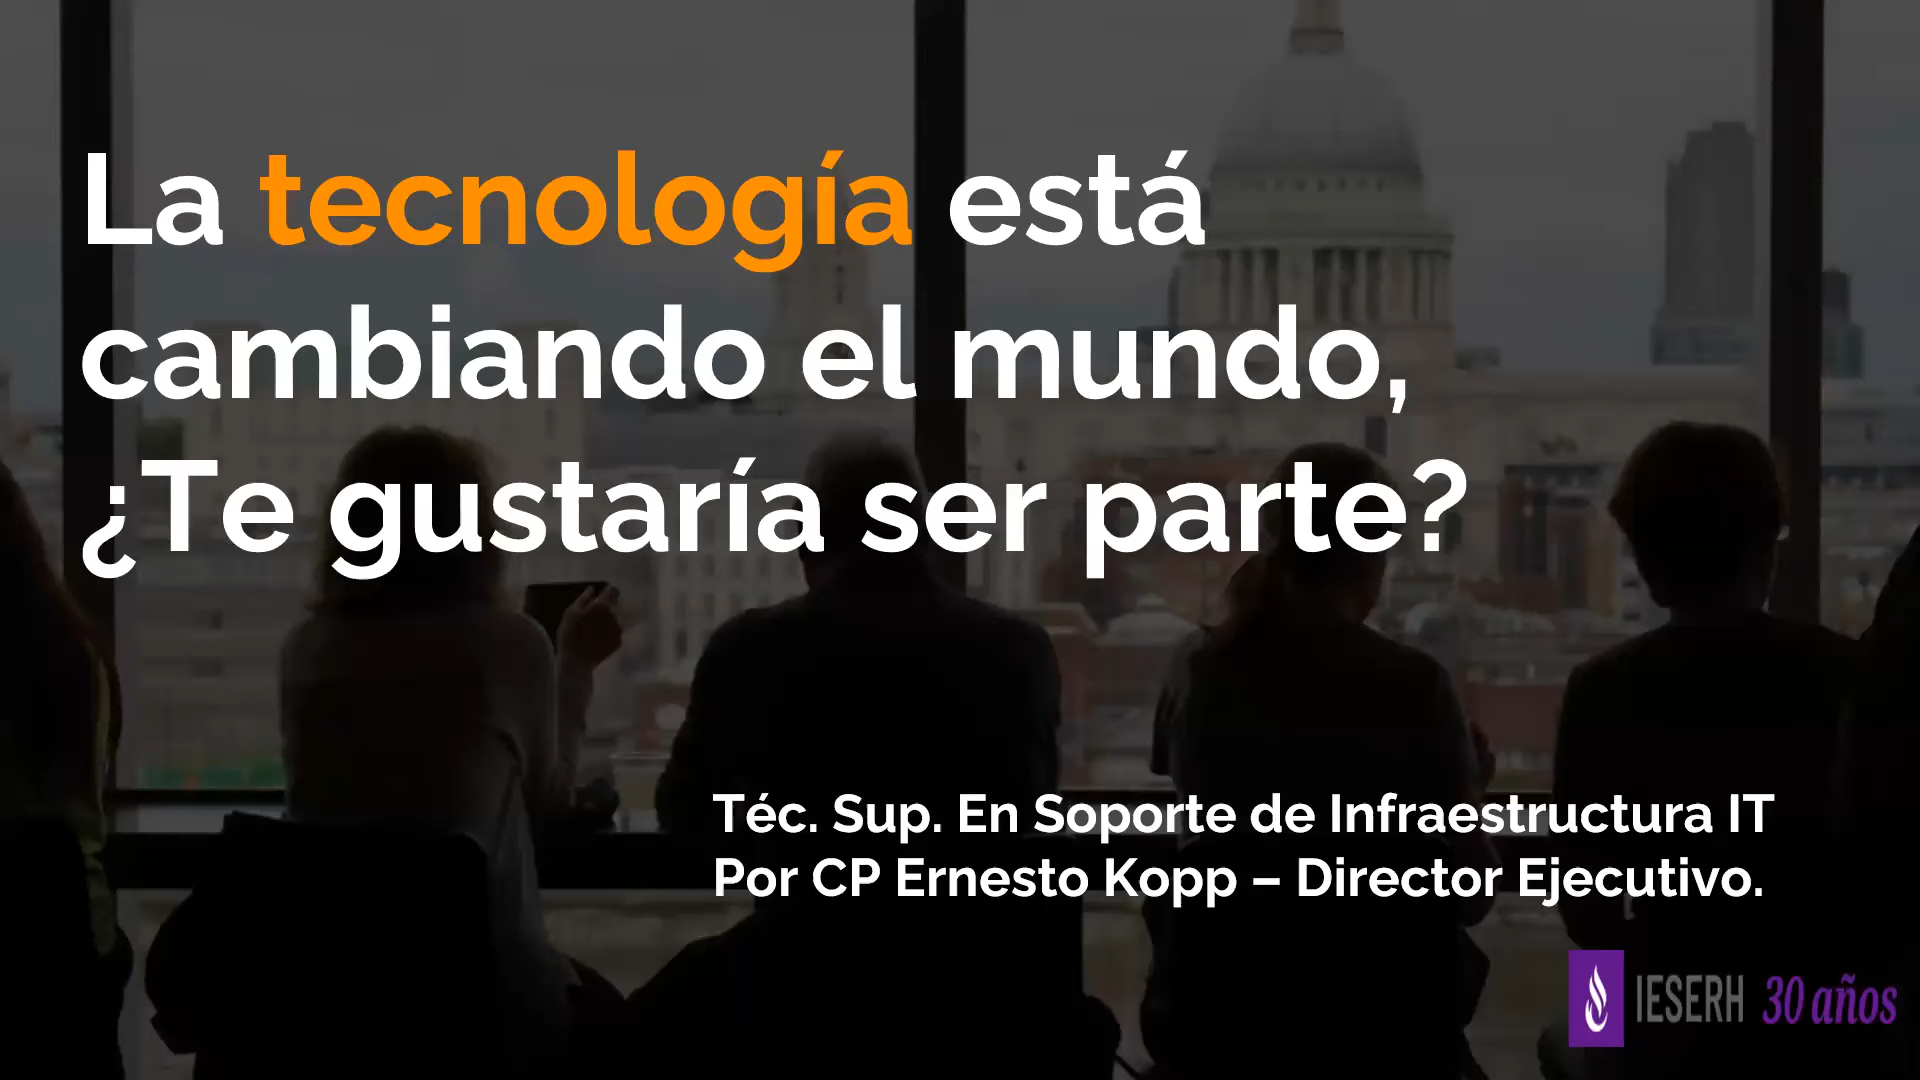 La tecnología está
cambiando el mundo,
¿Te gustaría ser parte?
Téc. Sup. En Soporte de Infraestructura IT
Por CP Ernesto Kopp – Director Ejecutivo.
IESERH 30 años